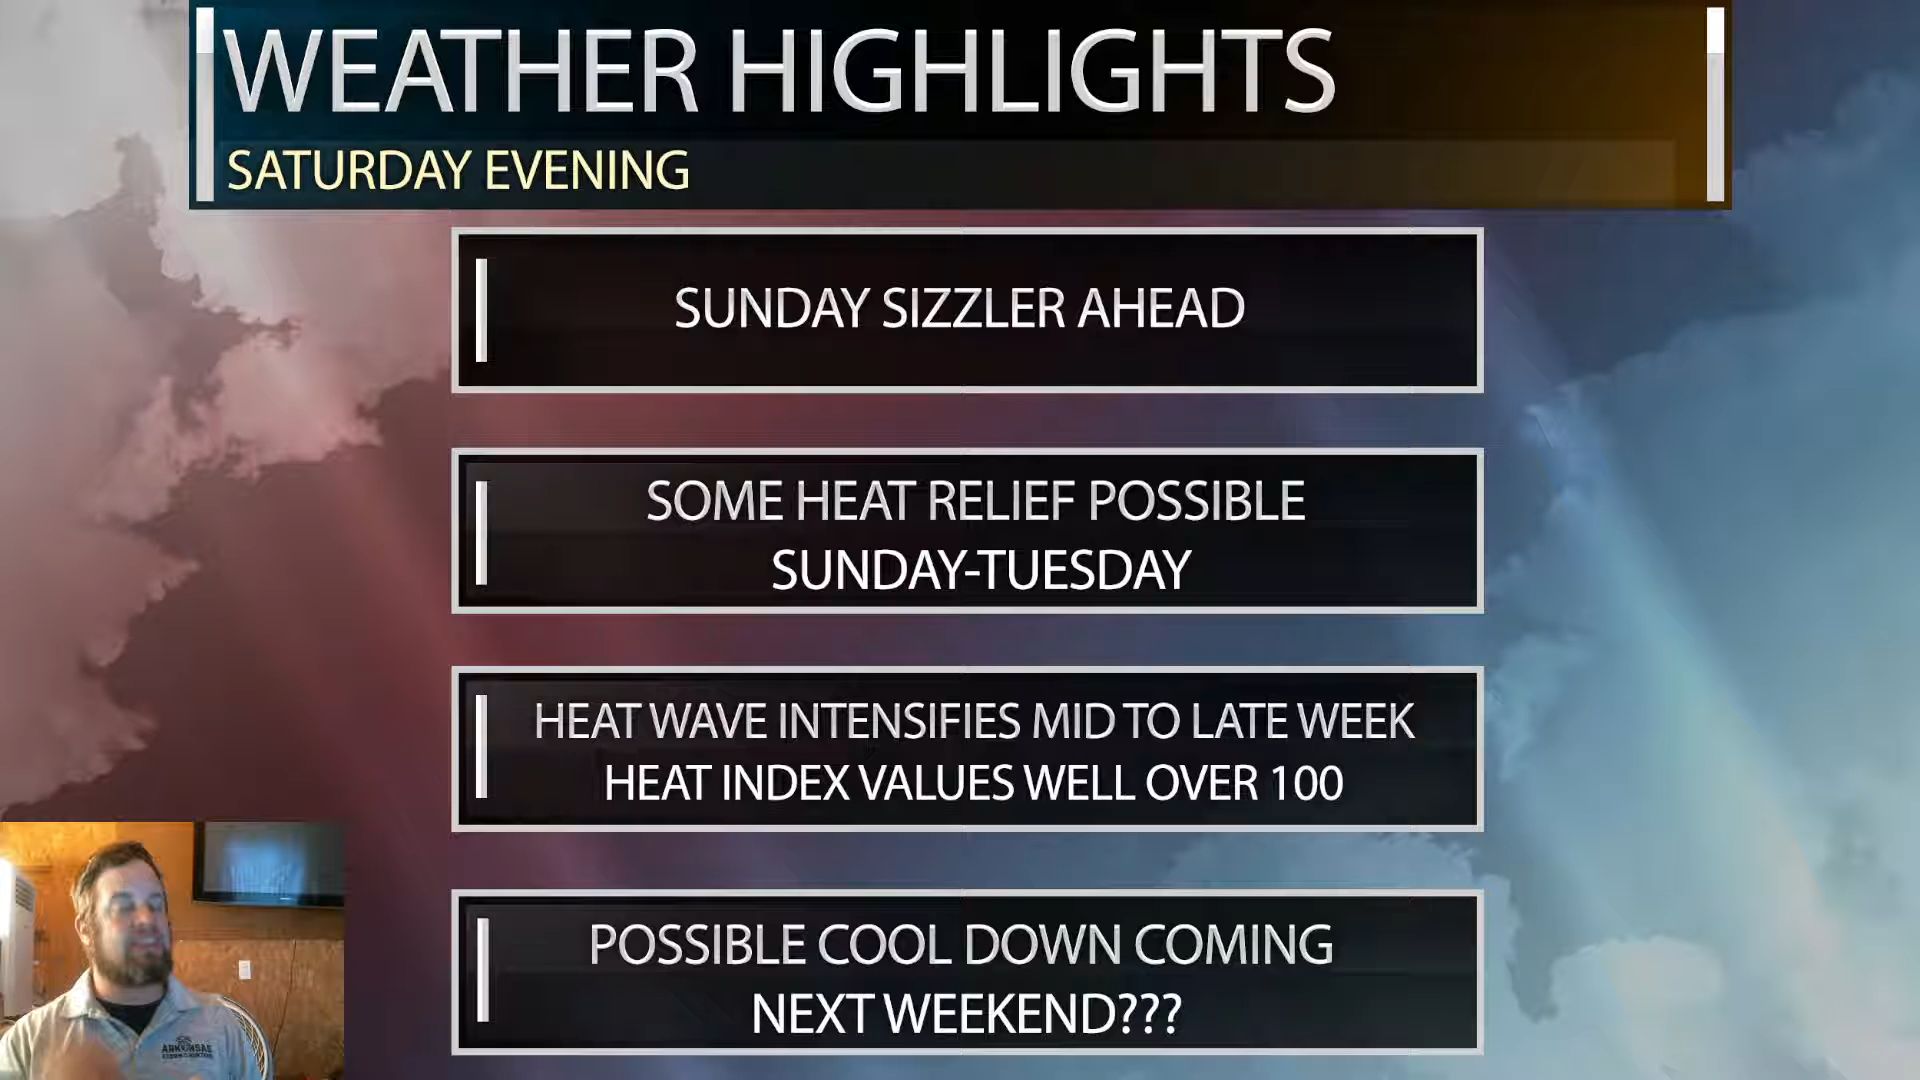 WEATHER HIGHLIGHTS
SATURDAY EVENING
SUNDAY SIZZLER AHEAD
SOME HEAT RELIEF POSSIBLE
SUNDAY-TUESDAY
HEAT WAVE INTENSIFIES MID TO LATE WEEK
HEAT INDEX VALUES WELL OVER 100
POSSIBLE COOL DOWN COMING
NEXT WEEKEND???
ARKANSAS